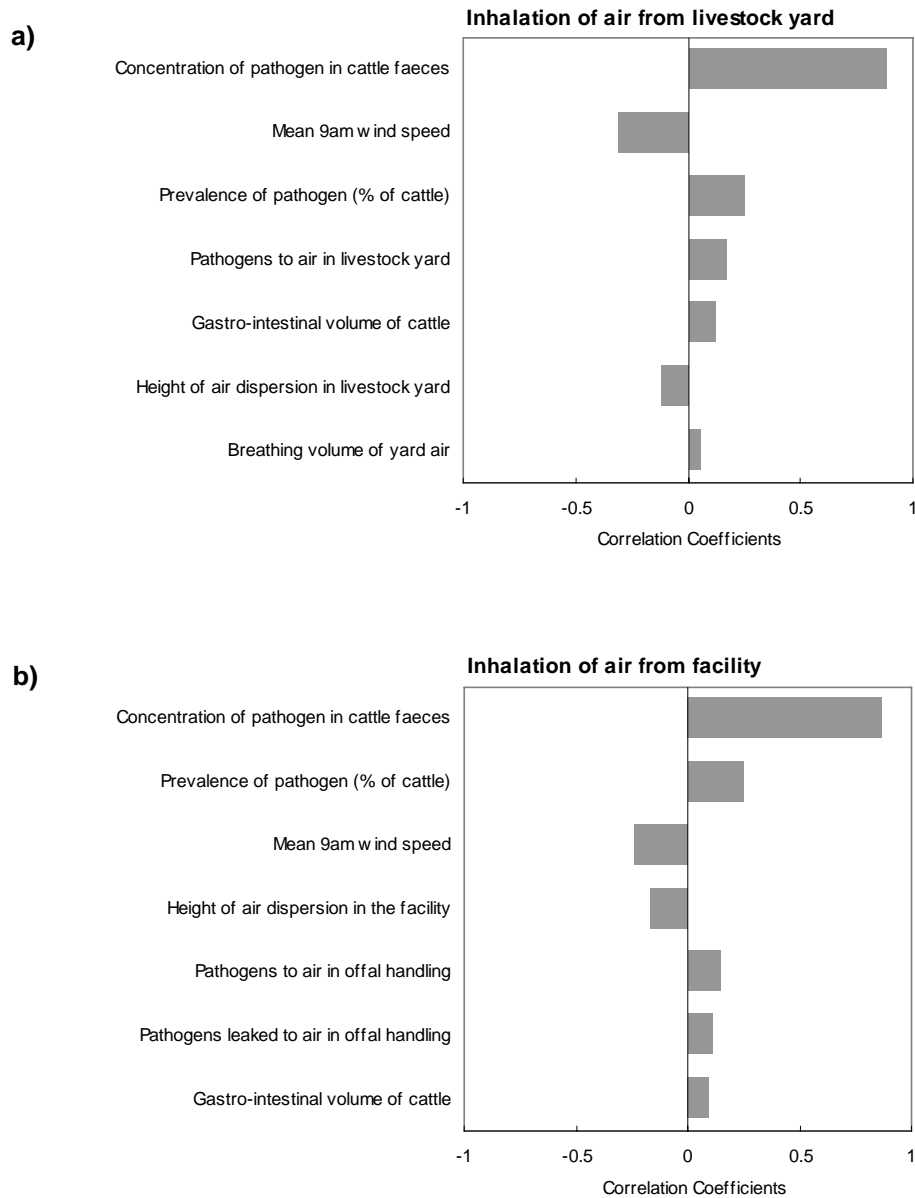 a)
Inhalation of air from livestock yard
Concentration of pathogen in cattle faeces
Mean 9am wind speed
Prevalence of pathogen (% of cattle)
Pathogens to air in livestock yard
Gastro-intestinal volume of cattle
Height of air dispersion in livestock yard
Breathing volume of yard air
-1 -0.5 0 0.5 1
Correlation Coefficients
b)
Inhalation of air from facility
Concentration of pathogen in cattle faeces
Prevalence of pathogen (% of cattle)
Mean 9am wind speed
Height of air dispersion in the facility
Pathogens to air in offal handling
Pathogens leaked to air in offal handling
Gastro-intestinal volume of cattle
-1 -0.5 0 0.5 1
Correlation Coefficients